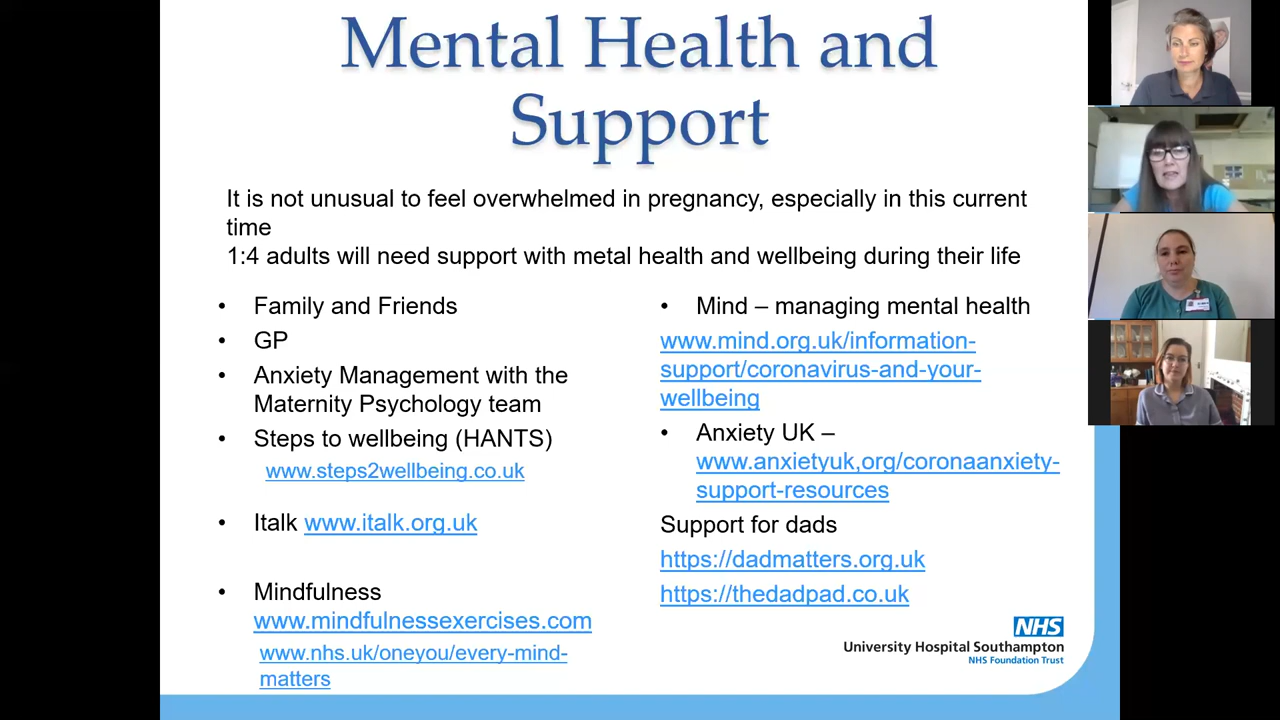 Mental Health and
Support
It is not unusual to feel overwhelmed in pregnancy, especially in this current
time
1:4 adults will need support with metal health and wellbeing during their life
• Family and Friends
• GP
• Anxiety Management with the
Maternity Psychology team
• Steps to wellbeing (HANTS)
www.steps2wellbeing.co.uk
• Italk www.italk.org.uk
• Mindfulness
www.mindfulnessexercises.com
www.nhs.uk/oneyou/every-mind-
matters
• Mind – managing mental health
www.mind.org.uk/information-
support/coronavirus-and-your-
wellbeing
• Anxiety UK –
www.anxietyuk,org/coronaanxiety-
support-resources
Support for dads
https://dadmatters.org.uk
https://thedadpad.co.uk
NHS
University Hospital Southampton
NHS Foundation Trust